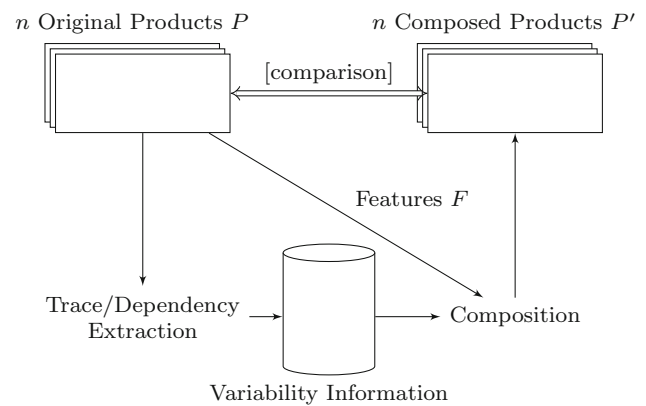 n Original Products P
n Composed Products P′
[comparison]
Features F
Trace/Dependency
Extraction
Composition
Variability Information